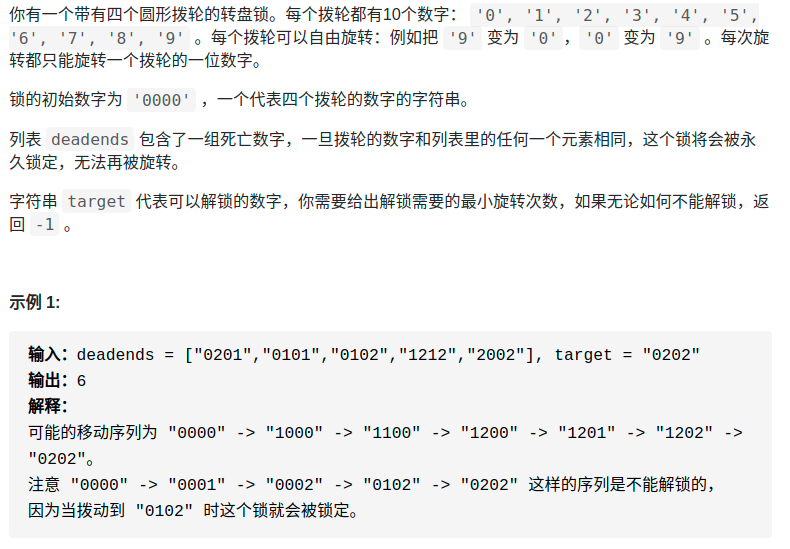 你有一个带有四个圆形拨轮的转盘锁。每个拨轮都有10个数字： '0', '1', '2', '3', '4', '5',
'6', '7', '8', '9' 。每个拨轮可以自由旋转：例如把 '9' 变为 '0'，'0' 变为 '9' 。每次旋
转都只能旋转一个拨轮的一位数字。
锁的初始数字为 '0000' ，一个代表四个拨轮的数字的字符串。
列表 deadends 包含了一组死亡数字，一旦拨轮的数字和列表里的任何一个元素相同，这个锁将会被永
久锁定，无法再被旋转。
字符串 target 代表可以解锁的数字，你需要给出解锁需要的最小旋转次数，如果无论如何不能解锁，返
回 -1 。
示例 1:
输入：deadends = ["0201","0101","0102","1212","2002"], target = "0202"
输出：6
解释：
可能的移动序列为 "0000" -> "1000" -> "1100" -> "1200" -> "1201" -> "1202" ->
"0202"。
注意 "0000" -> "0001" -> "0002" -> "0102" -> "0202" 这样的序列是不能解锁的，
因为当拨动到 "0102" 时这个锁就会被锁定。